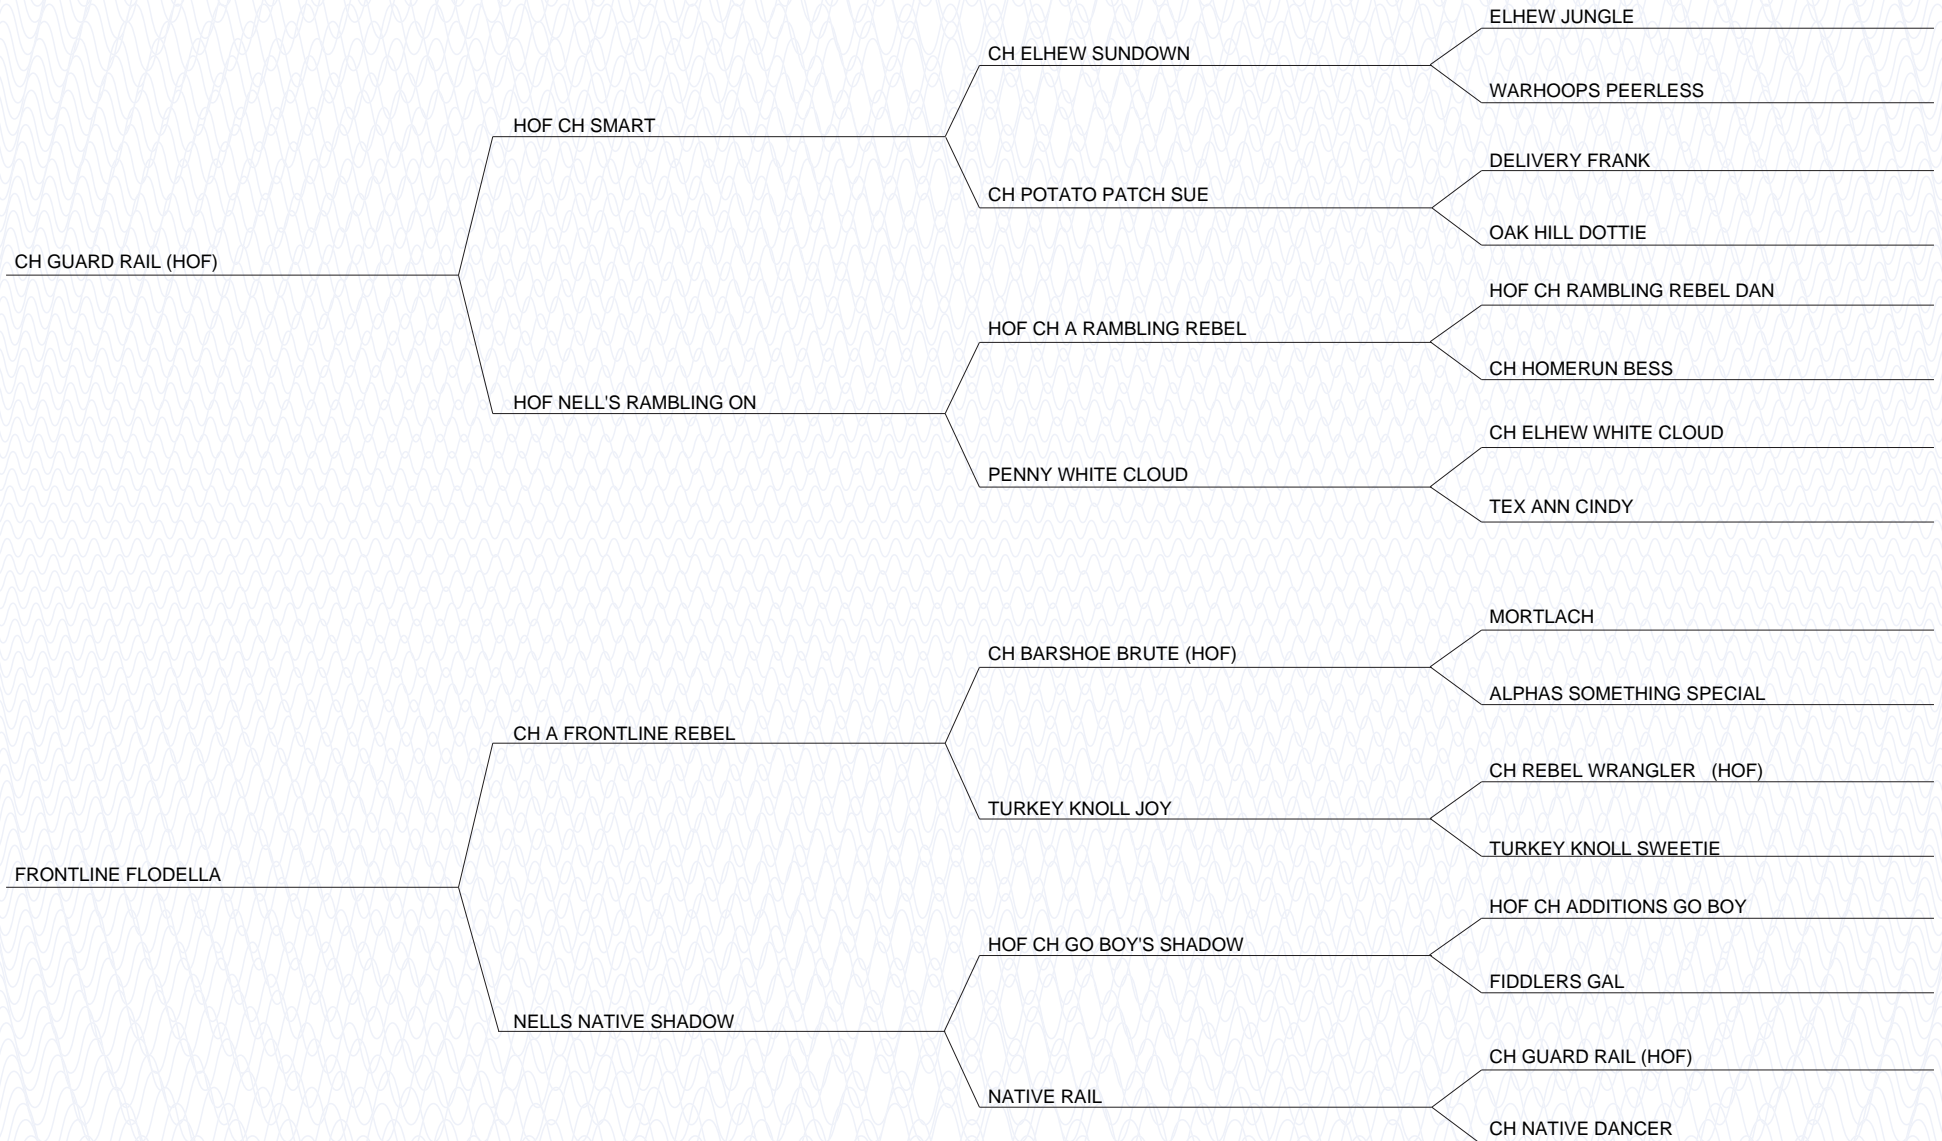 ELHEW JUNGLE
CH ELHEW SUNDOWN
WARHOOPS PEERLESS
HOF CH SMART
DELIVERY FRANK
CH POTATO PATCH SUE
OAK HILL DOTTIE
CH GUARD RAIL (HOF)
HOF CH RAMBLING REBEL DAN
HOF CH A RAMBLING REBEL
CH HOMERUN BESS
HOF NELL'S RAMBLING ON
CH ELHEW WHITE CLOUD
PENNY WHITE CLOUD
TEX ANN CINDY
MORTLACH
CH BARSHOE BRUTE (HOF)
ALPHAS SOMETHING SPECIAL
CH A FRONTLINE REBEL
CH REBEL WRANGLER (HOF)
TURKEY KNOLL JOY
TURKEY KNOLL SWEETIE
FRONTLINE FLODELLA
HOF CH ADDITIONS GO BOY
HOF CH GO BOY'S SHADOW
FIDDLERS GAL
NELLS NATIVE SHADOW
CH GUARD RAIL (HOF)
NATIVE RAIL
CH NATIVE DANCER